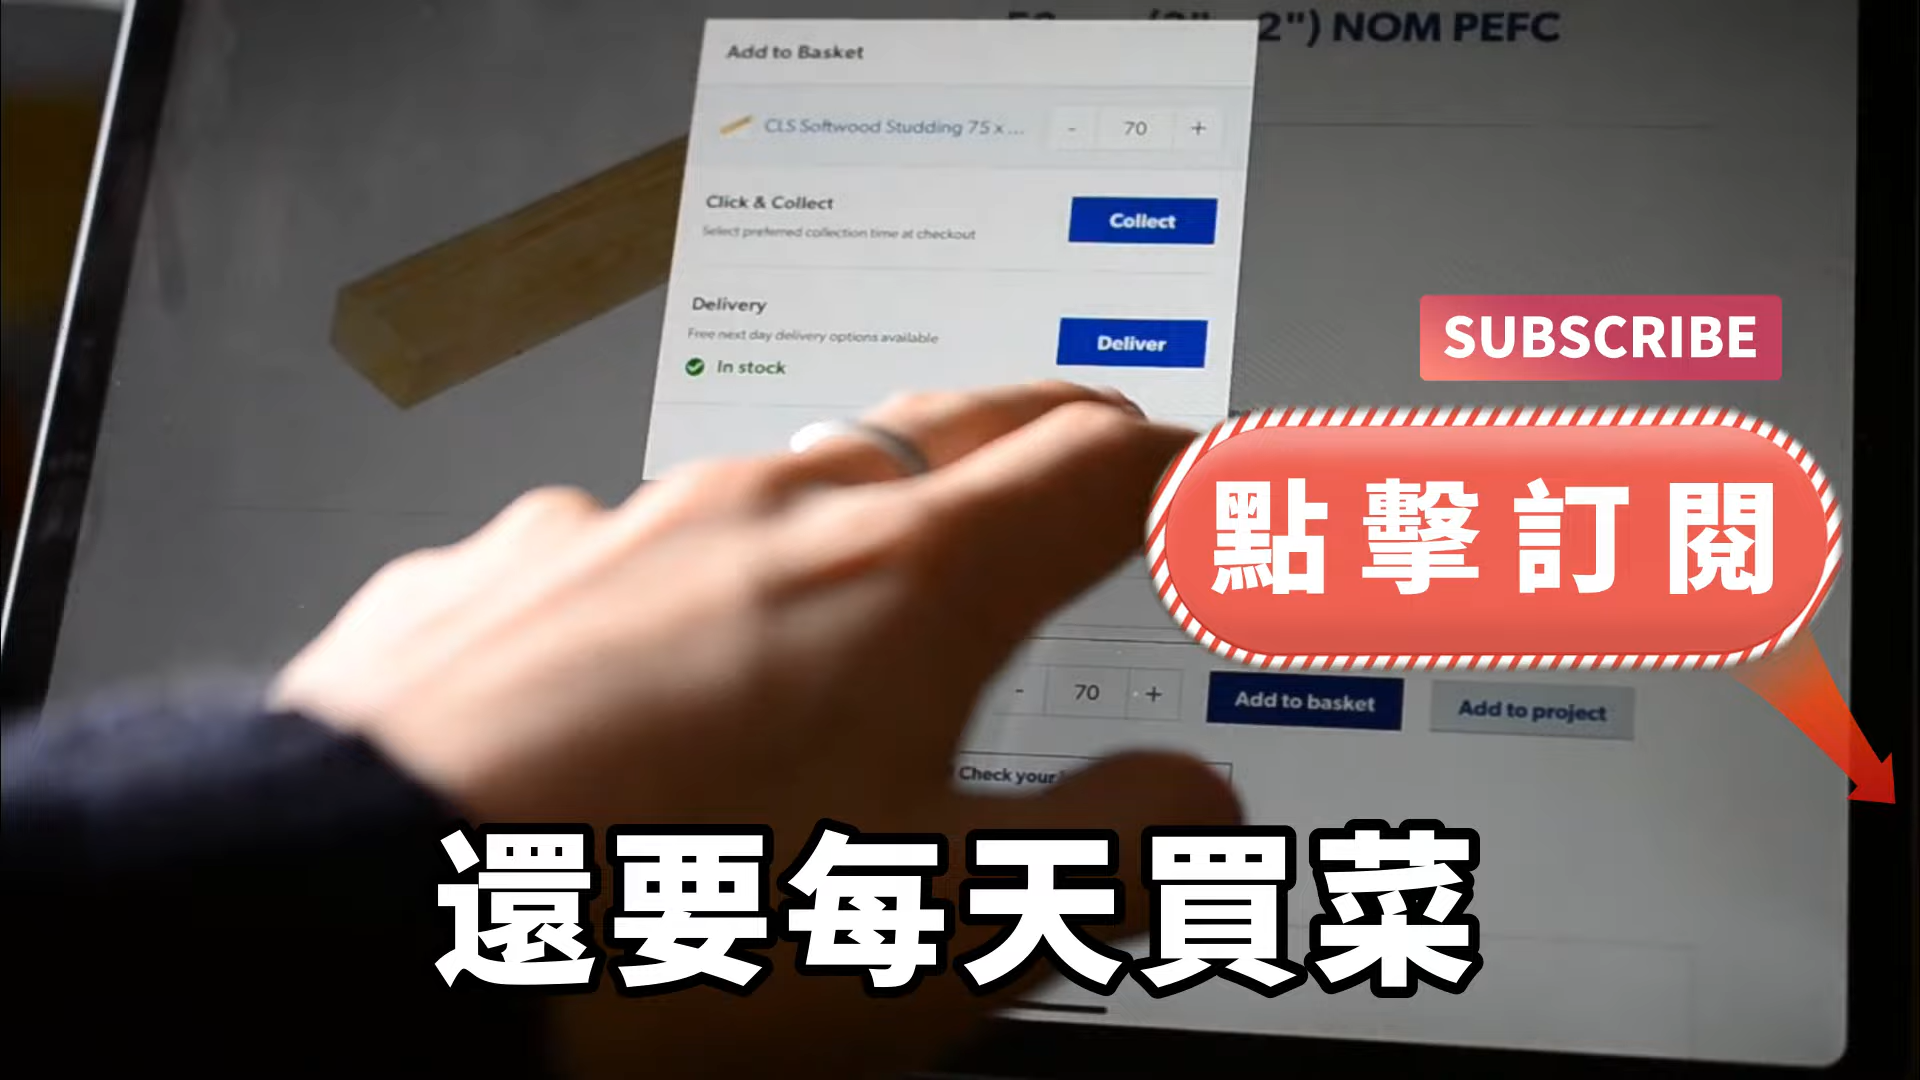 2") NOM PEFC
Add to Basket
CLS Softwood Studding 75 x ...
- 70 +
Click & Collect
Select preferred collection time at checkout
Collect
Delivery
Free next day delivery options available
Deliver
In stock
SUBSCRIBE
點擊訂閱
- 70 +
Add to basket
Add to project
Check your
還要每天買菜